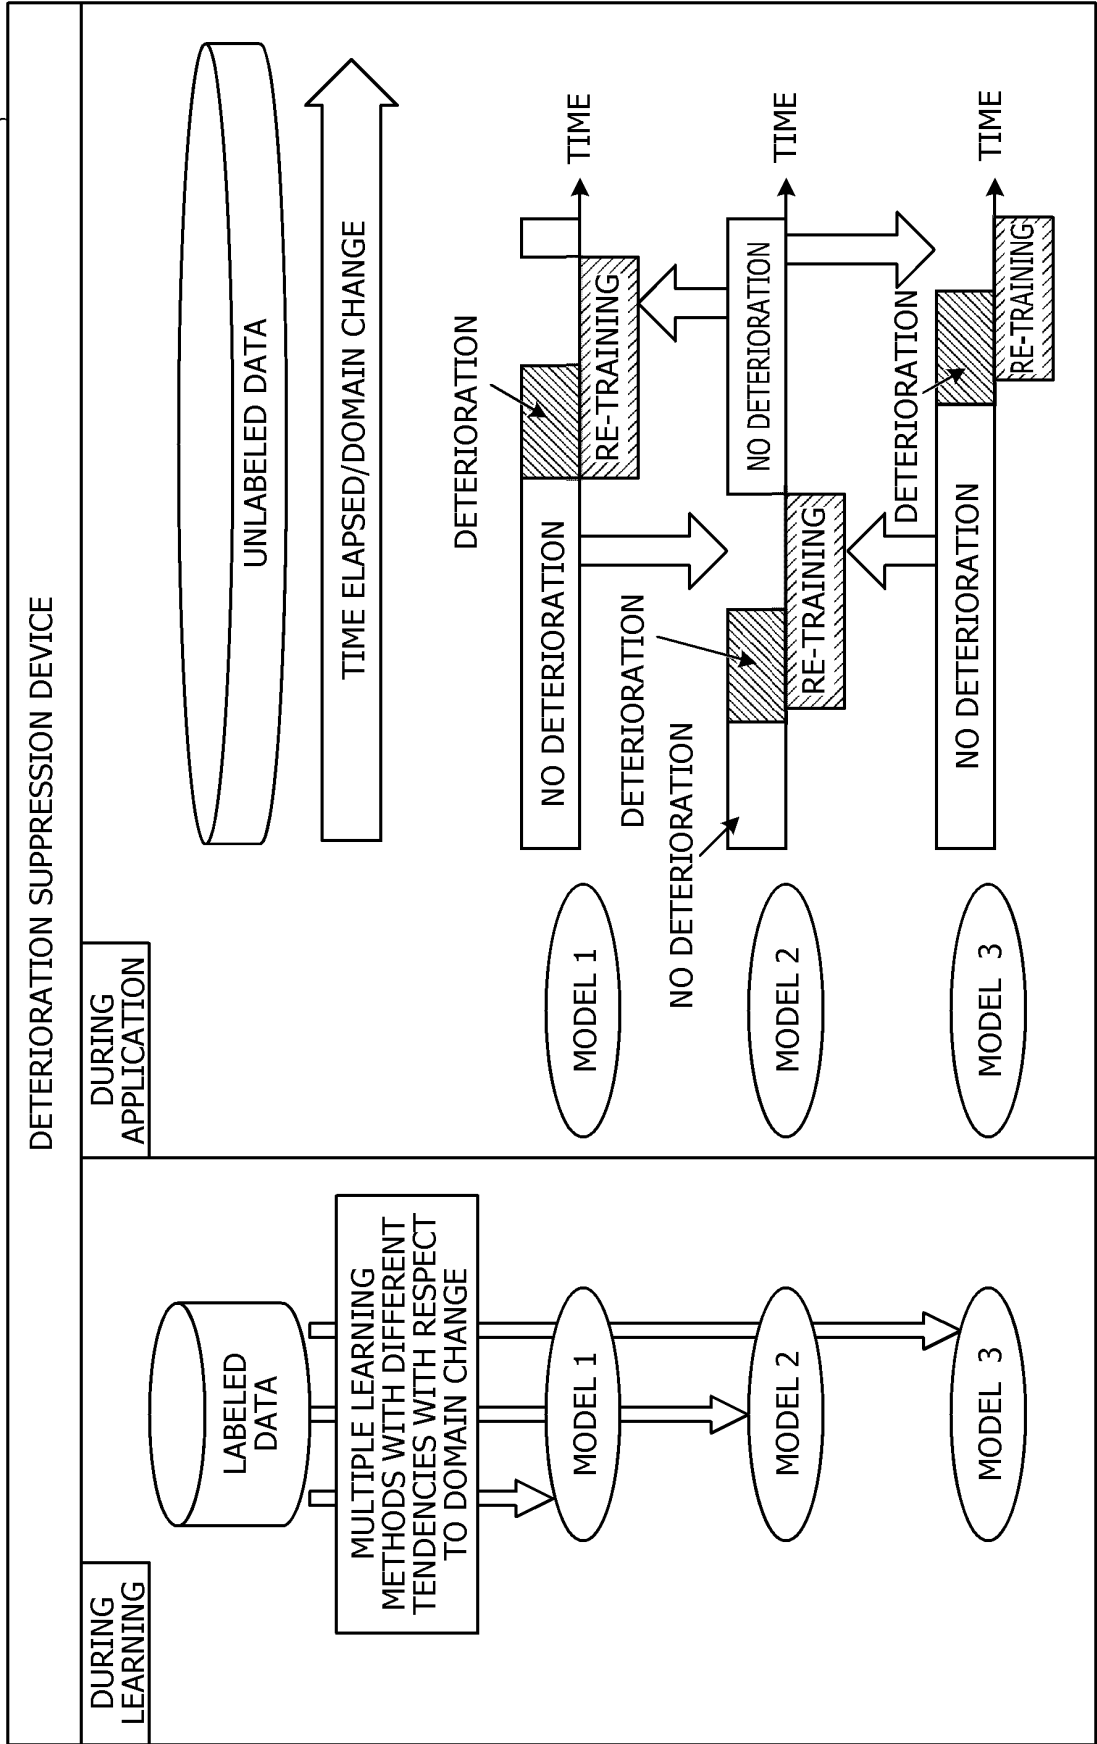 DETERIORATION SUPPRESSION DEVICE
DURING
LEARNING
LABELED
DATA
MULTIPLE LEARNING
METHODS WITH DIFFERENT
TENDENCIES WITH RESPECT
TO DOMAIN CHANGE
MODEL 1
MODEL 2
MODEL 3
DURING
APPLICATION
UNLABELED DATA
TIME ELAPSED/DOMAIN CHANGE
MODEL 1
NO DETERIORATION
DETERIORATION
RE-TRAINING
TIME
MODEL 2
NO DETERIORATION
DETERIORATION
RE-TRAINING
NO DETERIORATION
TIME
MODEL 3
NO DETERIORATION
DETERIORATION
RE-TRAINING
TIME